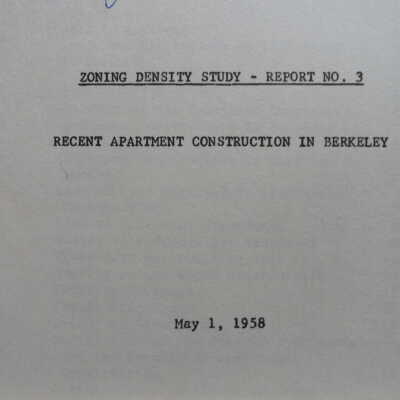 ZONING DENSITY STUDY - REPORT NO. 3
RECENT APARTMENT CONSTRUCTION IN BERKELEY
May 1, 1958